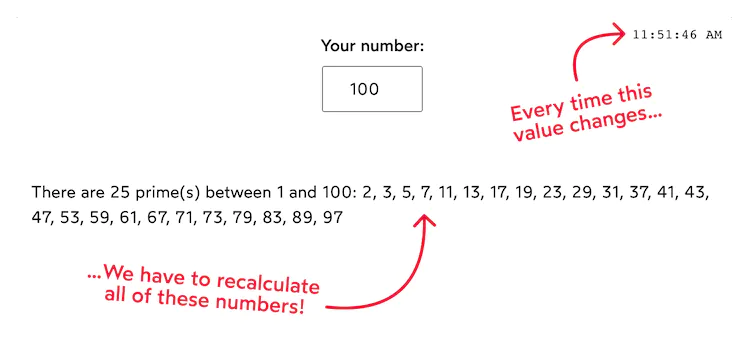 11:51:46 AM
Your number:
100
Every time this
value changes...
There are 25 prime(s) between 1 and 100: 2, 3, 5, 7, 11, 13, 17, 19, 23, 29, 31, 37, 41, 43,
47, 53, 59, 61, 67, 71, 73, 79, 83, 89, 97
...We have to recalculate
all of these numbers!